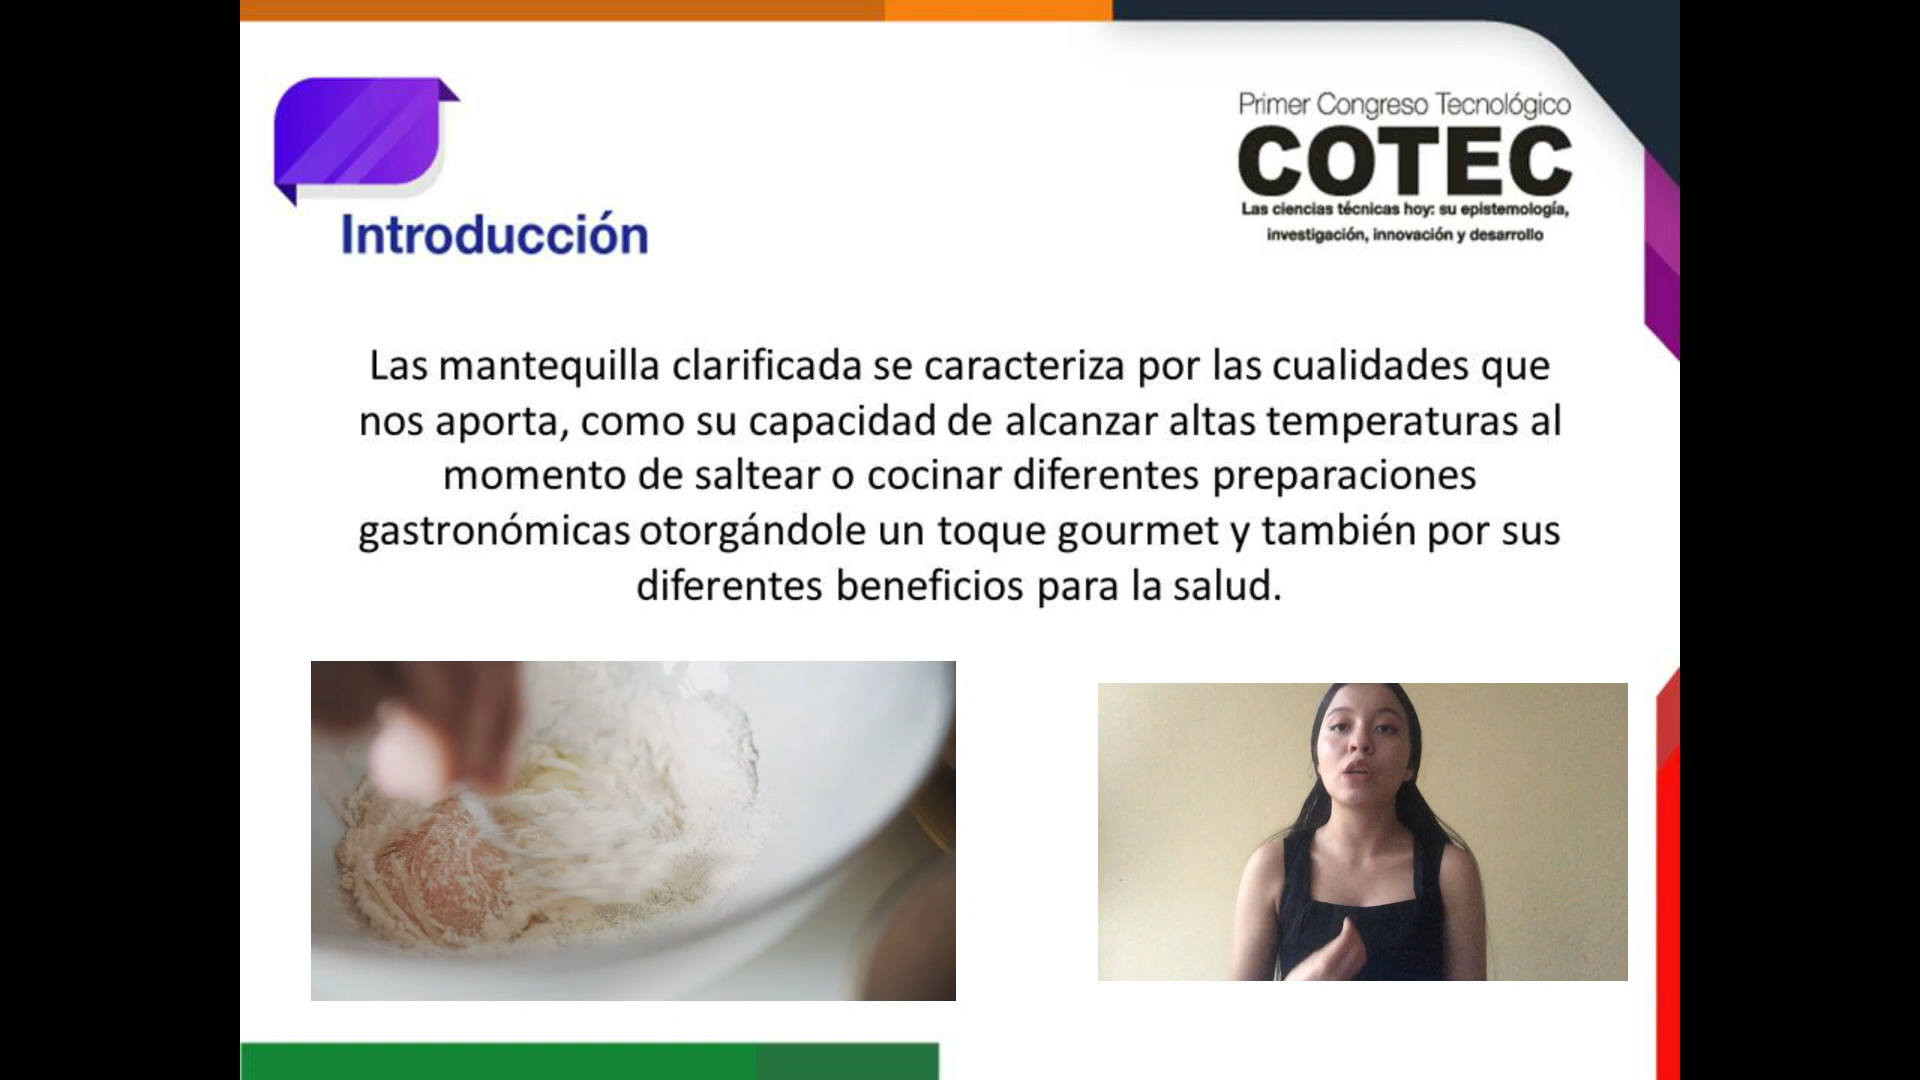 Primer Congreso Tecnológico
COTEC
Las ciencias técnicas hoy: su epistemología,
investigación, innovación y desarrollo
Introducción
Las mantequilla clarificada se caracteriza por las cualidades que
nos aporta, como su capacidad de alcanzar altas temperaturas al
momento de saltear o cocinar diferentes preparaciones
gastronómicas otorgándole un toque gourmet y también por sus
diferentes beneficios para la salud.